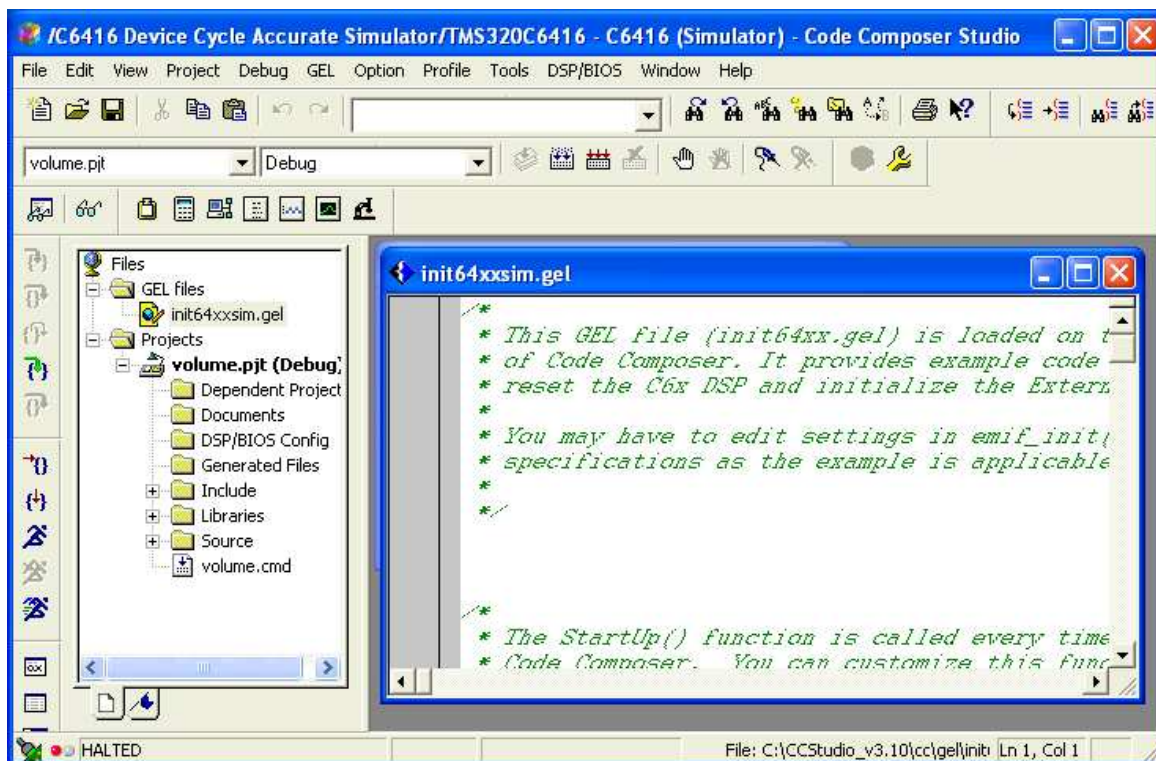 /C6416 Device Cycle Accurate Simulator/TMS320C6416 - C6416 (Simulator) - Code Composer Studio
File Edit View Project Debug GEL Option Profile Tools DSP/BIOS Window Help
volume.pjt Debug
Files
GEL files
init64xxsim.gel
Projects
volume.pjt (Debug)
Dependent Project
Documents
DSP/BIOS Config
Generated Files
Include
Libraries
Source
volume.cmd
init64xxsim.gel
/*
* This GEL file (init64xx.gel) is loaded on t
* of Code Composer. It provides example code
* reset the C6x DSP and initialize the Extern
*
* You may have to edit settings in emif_init(
* specifications as the example is applicable
*
*/
/*
* The StartUp() function is called every time
* Code Composer. You can customize this func
HALTED File: C:\CCStudio_v3.10\cc\gel\init Ln 1, Col 1